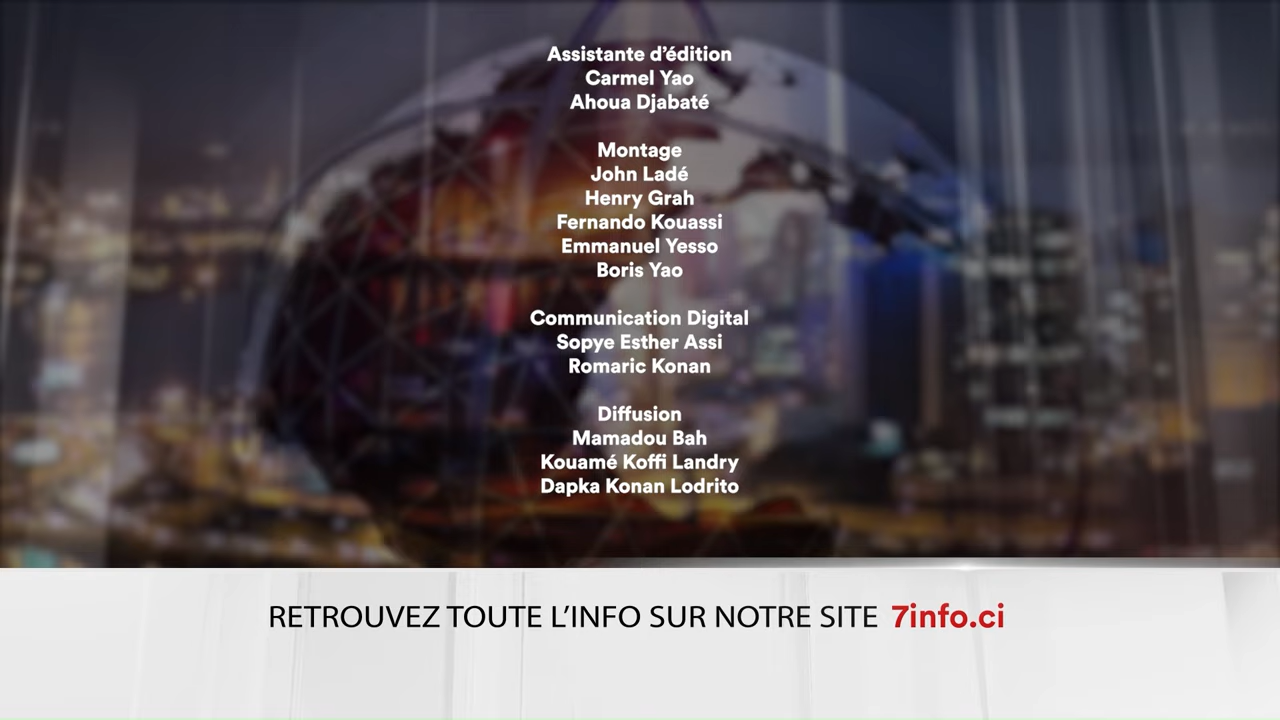 Assistante d’édition
Carmel Yao
Ahoua Djabaté
Montage
John Ladé
Henry Grah
Fernando Kouassi
Emmanuel Yesso
Boris Yao
Communication Digital
Sopye Esther Assi
Romaric Konan
Diffusion
Mamadou Bah
Kouamé Koffi Landry
Dapka Konan Lodrito
RETROUVEZ TOUTE L’INFO SUR NOTRE SITE 7info.ci